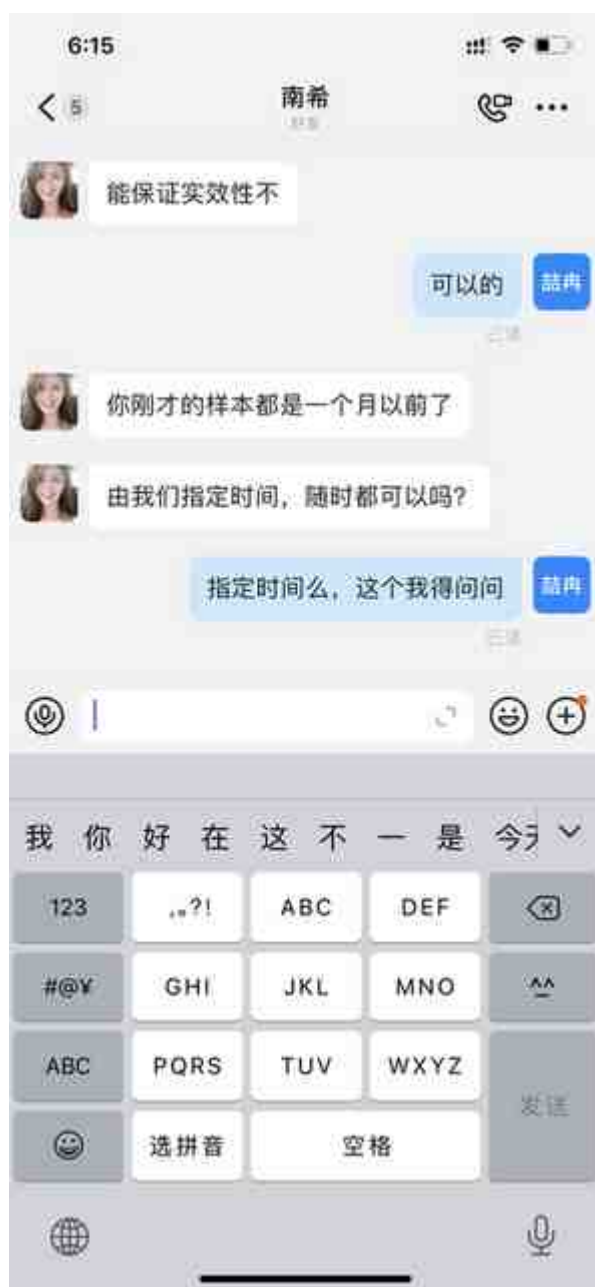 6:15
5
南希
能保证实效性不
可以的
喆冉
你刚才的样本都是一个月以前了
由我们指定时间，随时都可以吗？
指定时间么，这个我得问问
喆冉
我 你 好 在 这 不 一 是 今天
123 ,。?! ABC DEF
#@¥ GHI JKL MNO ^^
ABC PQRS TUV WXYZ
发送
选拼音 空格